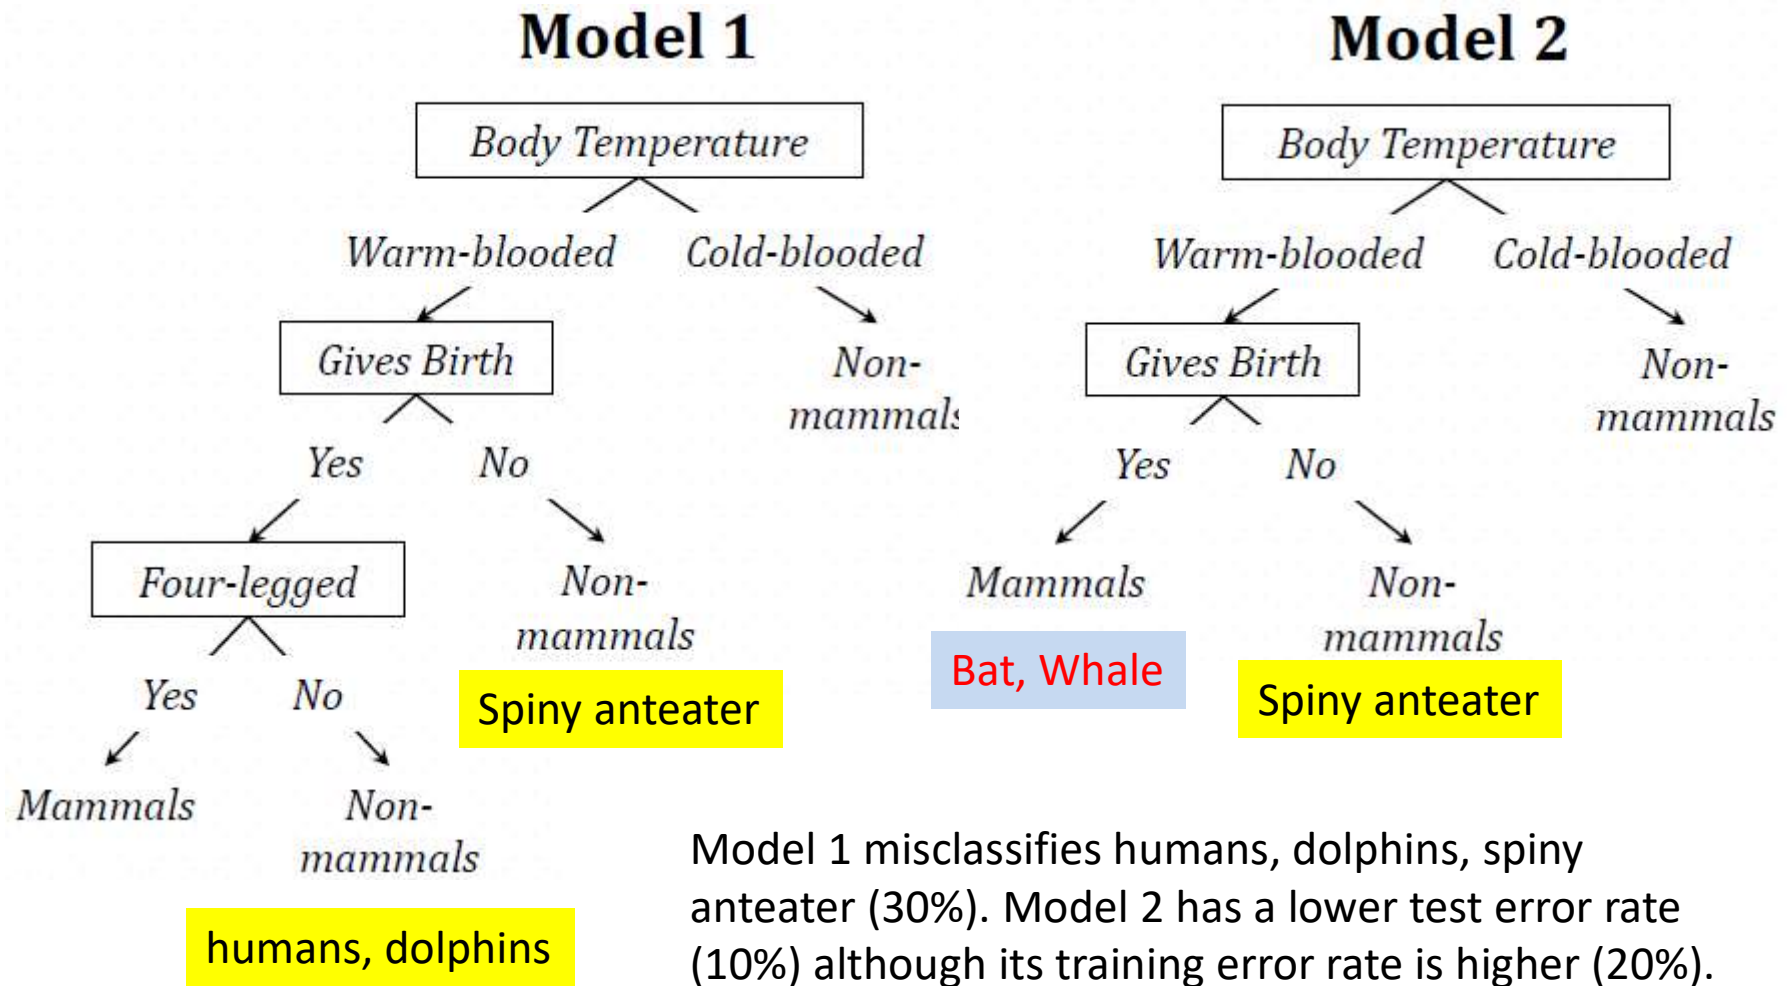 Model 1
Body Temperature
Warm-blooded
Cold-blooded
Gives Birth
Non-
mammals
Yes
No
Four-legged
Non-
mammals
Spiny anteater
Yes
No
Mammals
Non-
mammals
humans, dolphins
Model 2
Body Temperature
Warm-blooded
Cold-blooded
Gives Birth
Non-
mammals
Yes
No
Mammals
Non-
mammals
Bat, Whale
Spiny anteater
Model 1 misclassifies humans, dolphins, spiny
anteater (30%). Model 2 has a lower test error rate
(10%) although its training error rate is higher (20%).